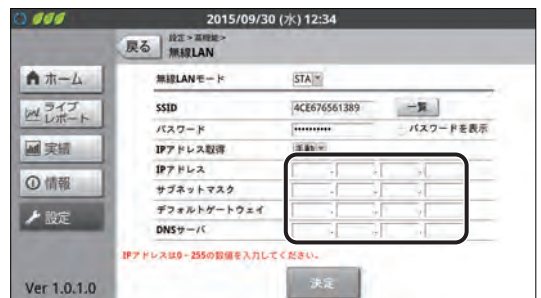 2015/09/30 (水) 12:34
戻る
設定 > 高機能 >
無線LAN
ホーム
ライブ
レポート
実績
情報
設定
Ver 1.0.1.0
無線LANモード STA
SSID 4CE676561389 一覧
パスワード •••••••••• パスワードを表示
IPアドレス取得 手動
IPアドレス . . .
サブネットマスク . . .
デフォルトゲートウェイ . . .
DNSサーバ . . .
IPアドレスは0 - 255の数値を入力してください。
決定